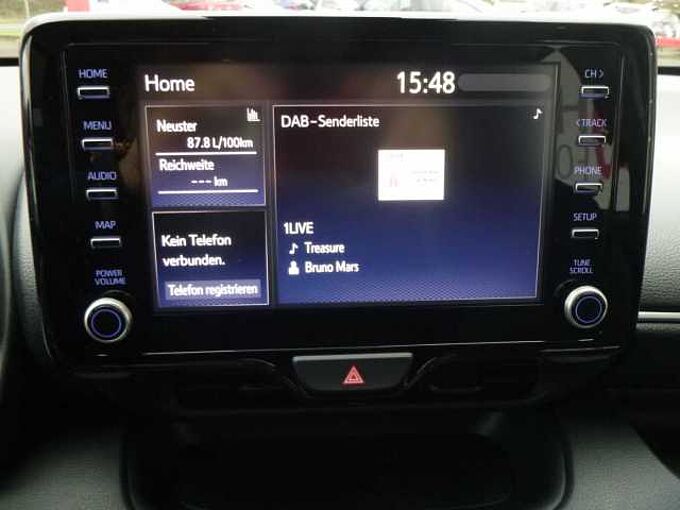 HOME
MENU
AUDIO
MAP
POWER
VOLUME
Home
15:48
Neuster
87.8 L/100km
Reichweite
--- km
Kein Telefon
verbunden.
Telefon registrieren
DAB-Senderliste
1LIVE
Treasure
Bruno Mars
CH >
< TRACK
PHONE
SETUP
TUNE
SCROLL